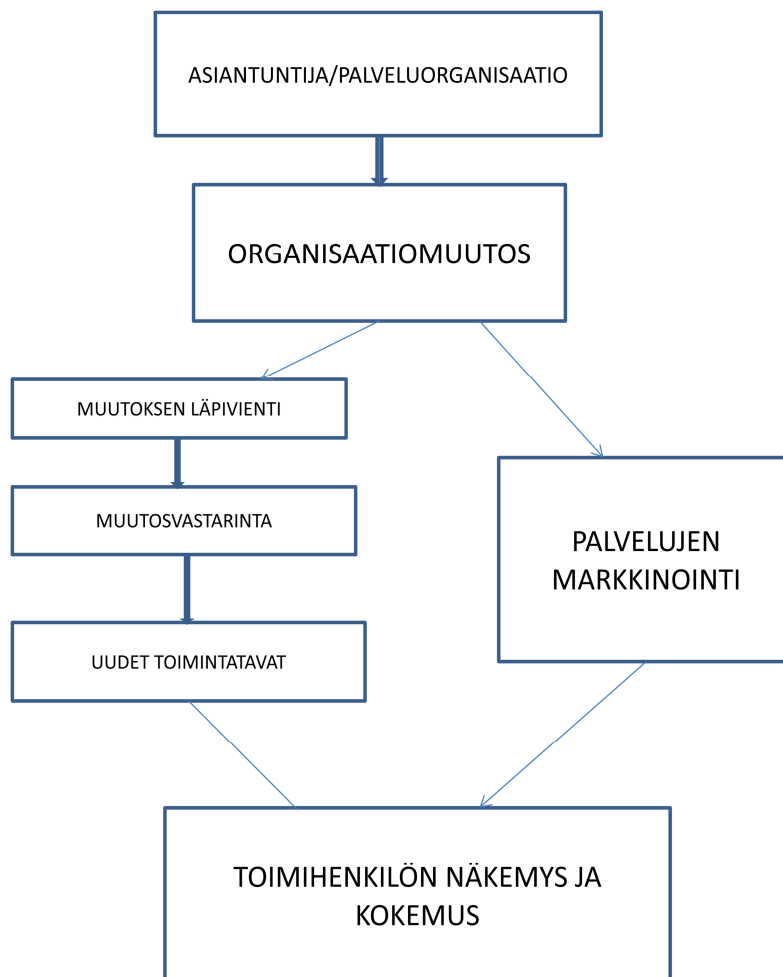 ASIANTUNTIJA/PALVELUORGANISAATIO
ORGANISAATIOMUUTOS
MUUTOKSEN LÄPIVIENTI
MUUTOSVASTARINTA
UUDET TOIMINTATAVAT
PALVELUJEN
MARKKINOINTI
TOIMIHENKILÖN NÄKEMYS JA
KOKEMUS